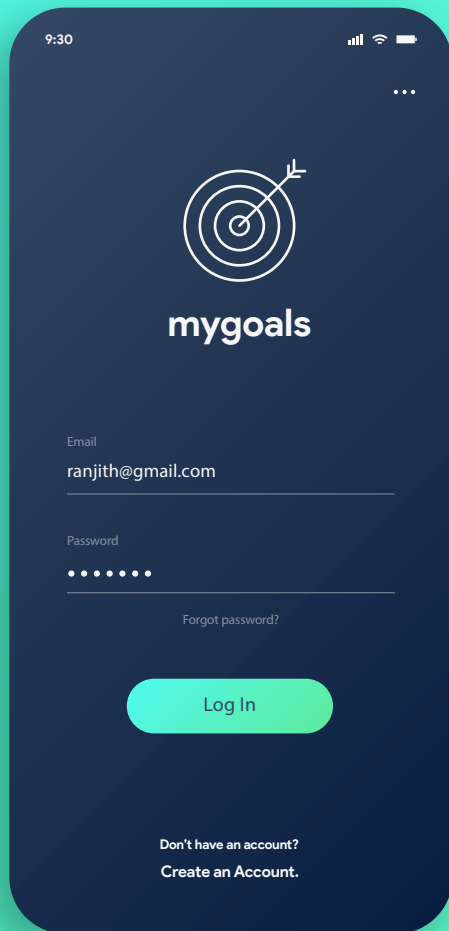 9:30
mygoals
Email
ranjith@gmail.com
Password
Forgot password?
Log In
Don't have an account?
Create an Account.